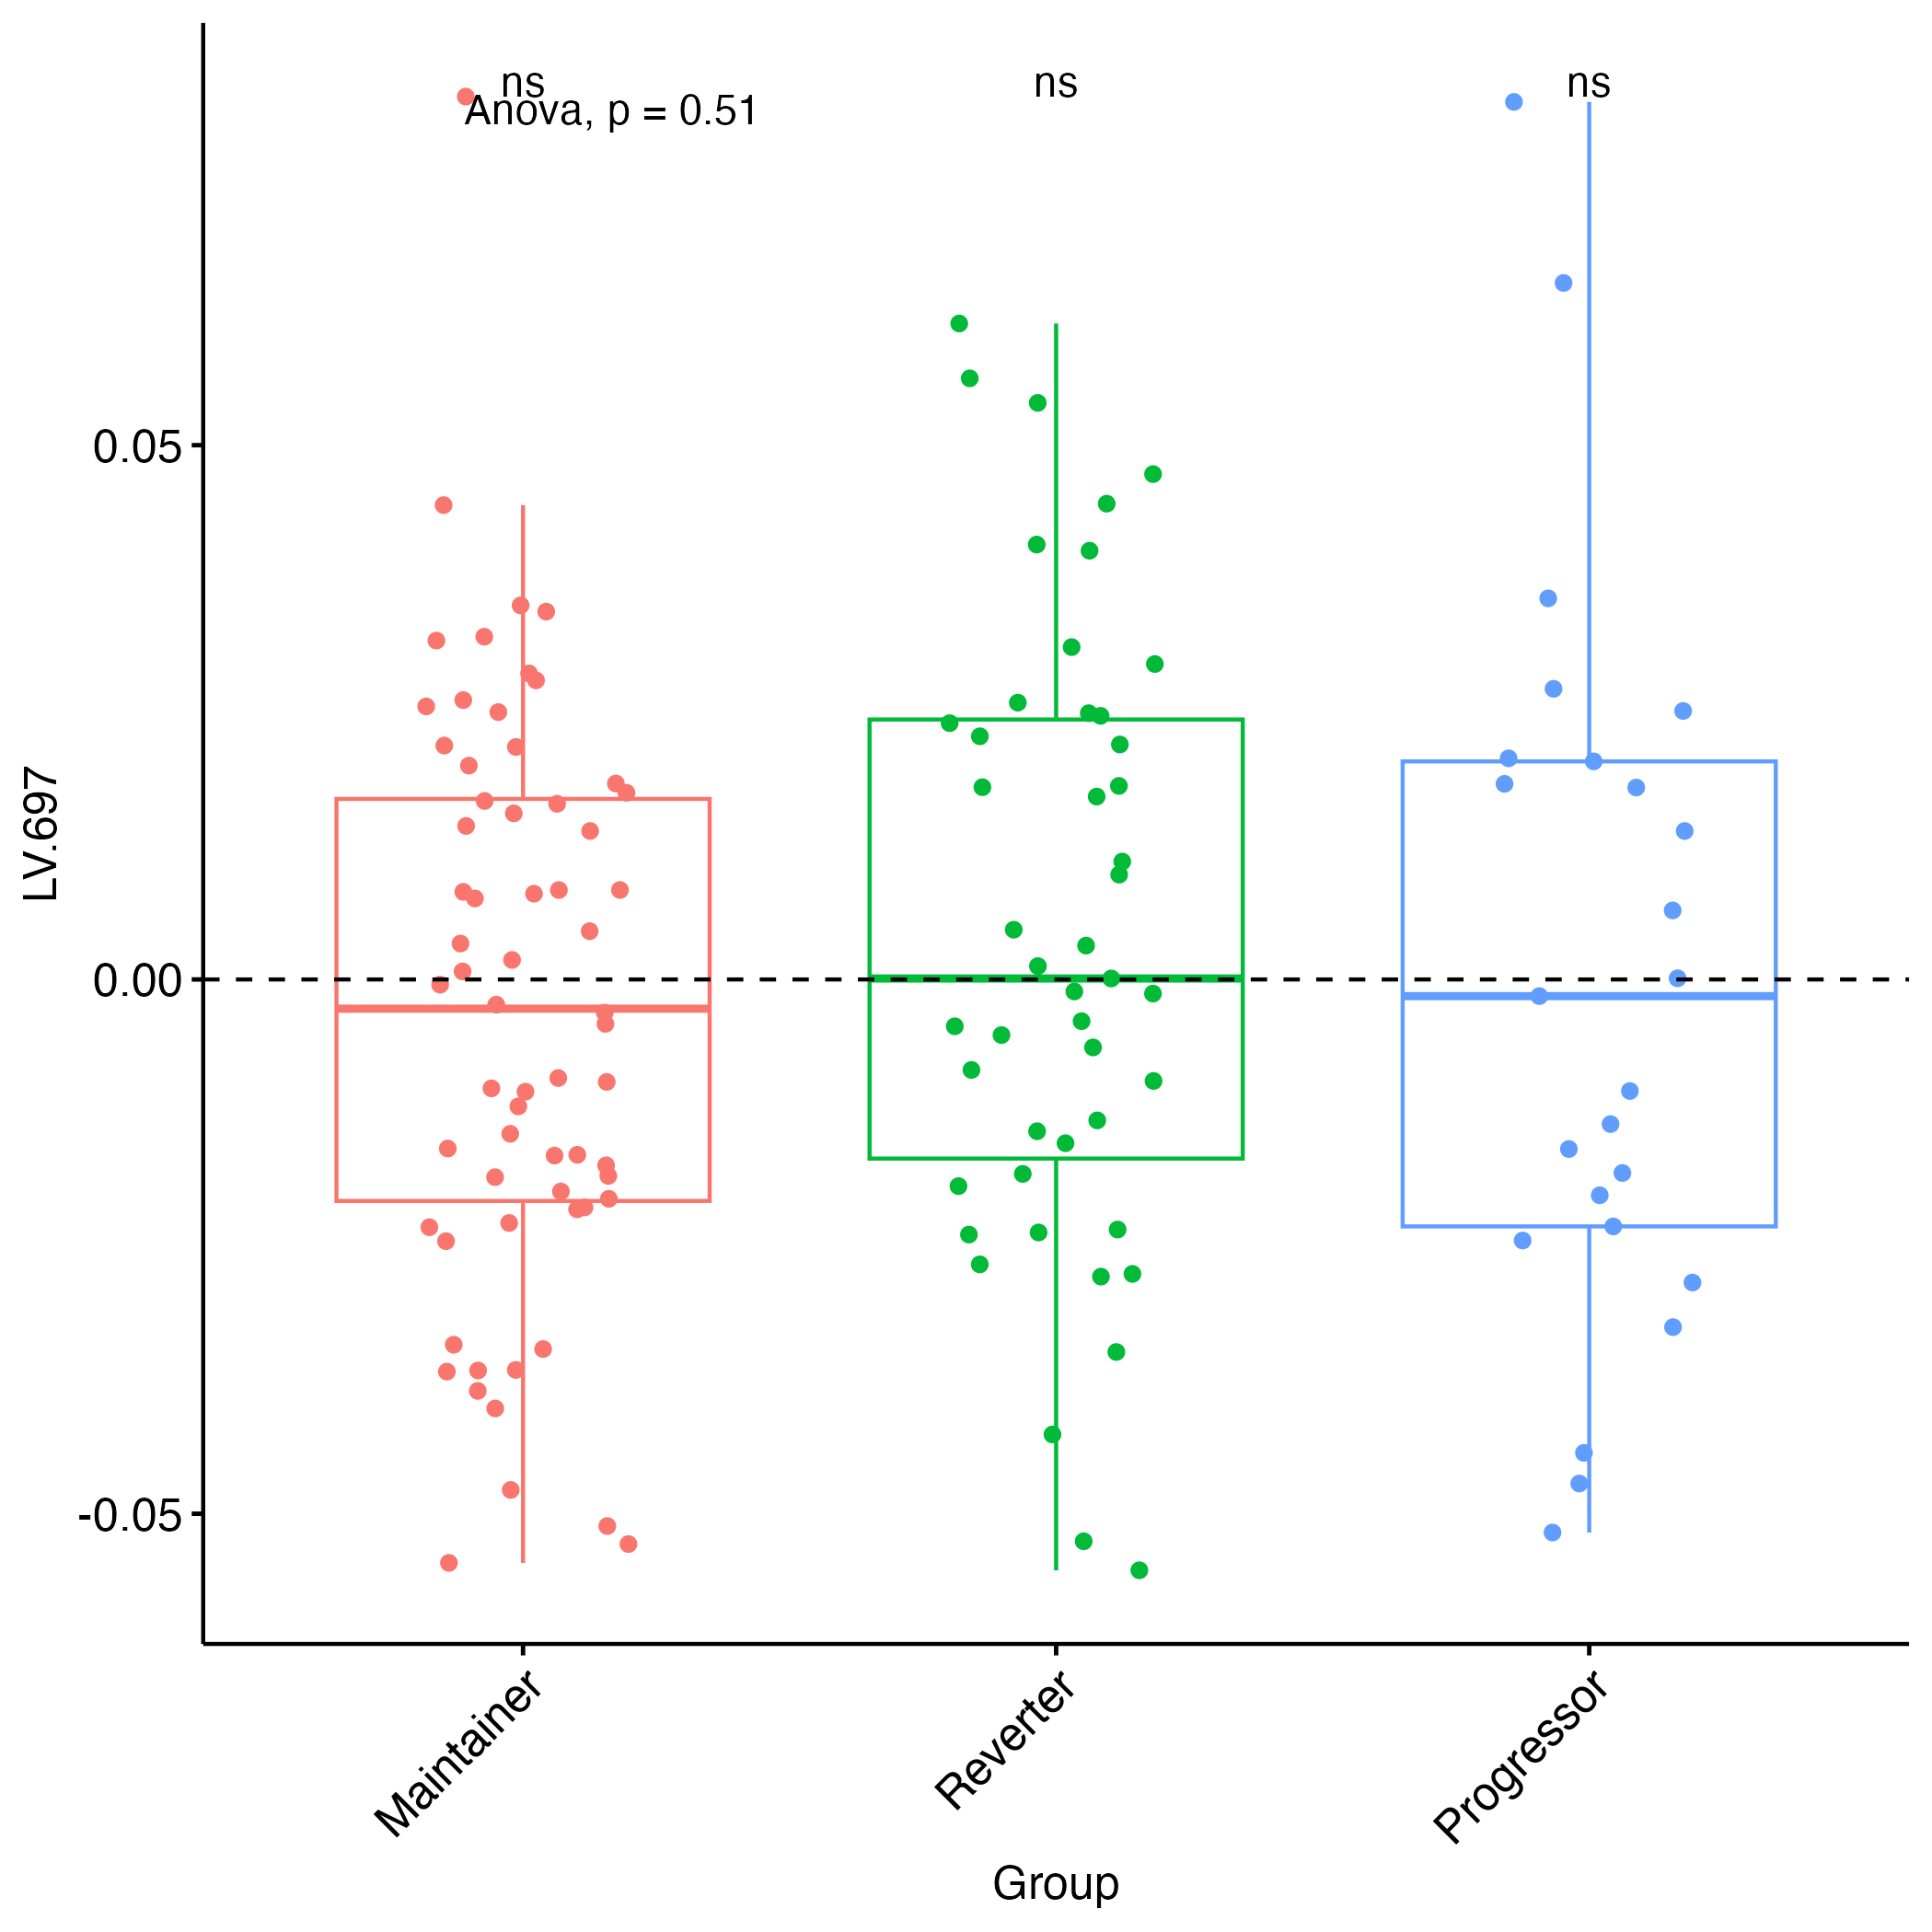 ns
ns
ns
Anova, p = 0.51
0.05
0.00
-0.05
LV.697
Maintainer
Reverter
Progressor
Group